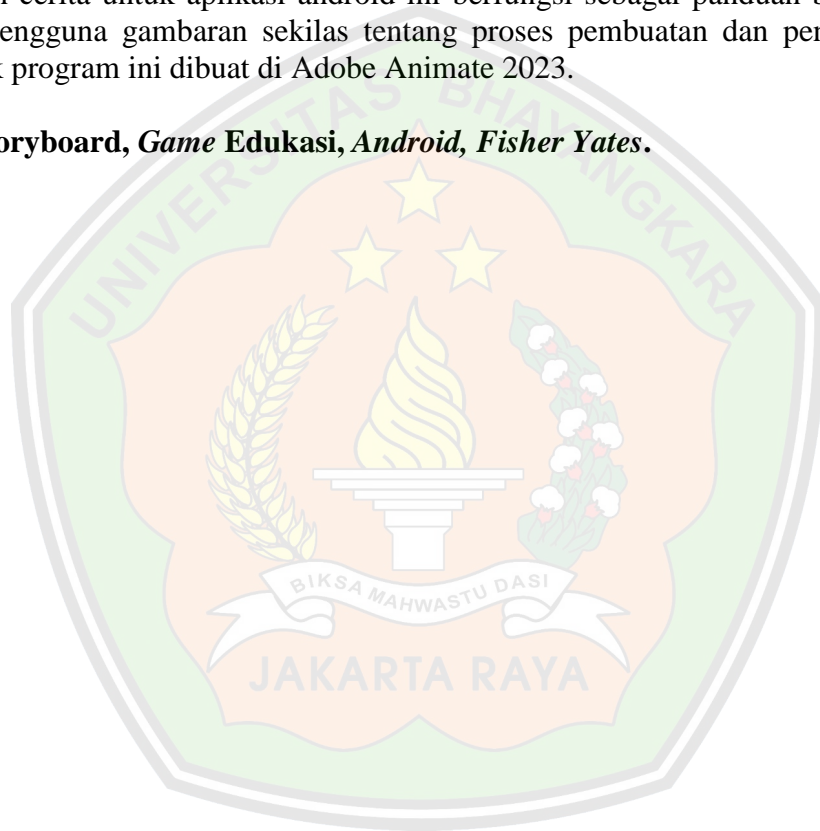 cerita untuk aplikasi android ini berfungsi sebagai panduan
engguna gambaran sekilas tentang proses pembuatan dan pem
k program ini dibuat di Adobe Animate 2023.
oryboard, Game Edukasi, Android, Fisher Yates.
UNIVERSITAS BHAYANGKARA
BIKSA MAHWASTU DASI
JAKARTA RAYA